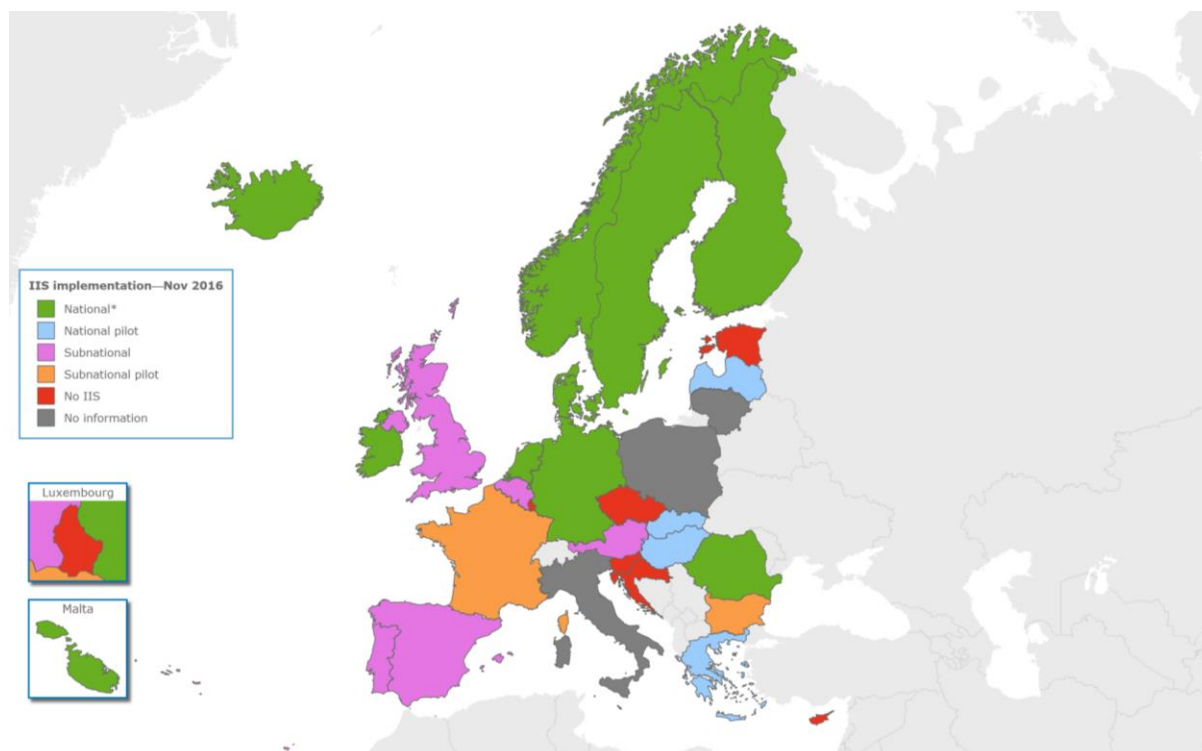 IIS implementation—Nov 2016
National*
National pilot
Subnational
Subnational pilot
No IIS
No information
Luxembourg
Malta